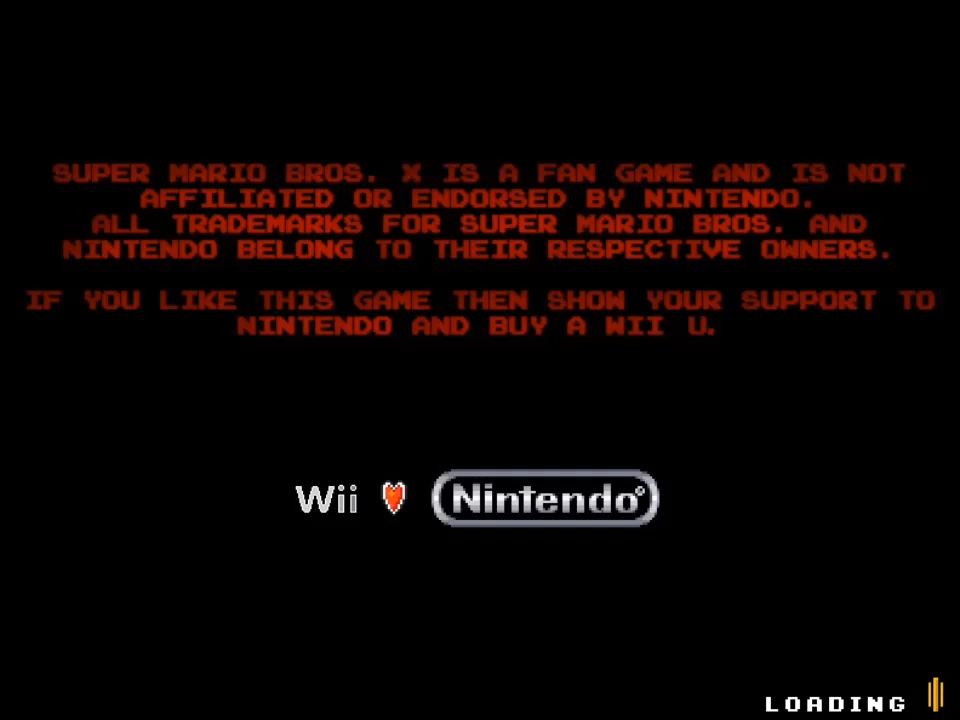 SUPER MARIO BROS. X IS A FAN GAME AND IS NOT
AFFILIATED OR ENDORSED BY NINTENDO.
ALL TRADEMARKS FOR SUPER MARIO BROS. AND
NINTENDO BELONG TO THEIR RESPECTIVE OWNERS.
IF YOU LIKE THIS GAME THEN SHOW YOUR SUPPORT TO
NINTENDO AND BUY A WII U.
Wii Nintendo®
LOADING